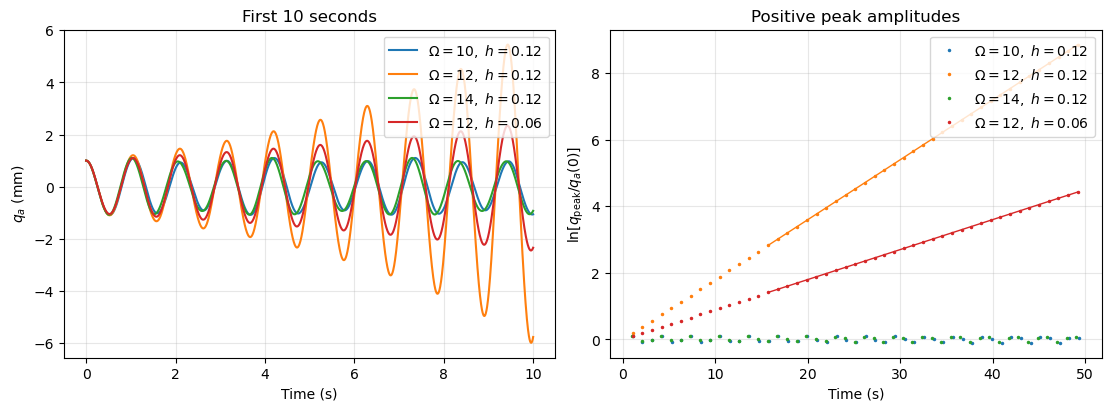 First 10 seconds
6
4
2
0
−2
−4
−6
q_a (mm)
0
2
4
6
8
10
Time (s)
Ω = 10, h = 0.12
Ω = 12, h = 0.12
Ω = 14, h = 0.12
Ω = 12, h = 0.06
Positive peak amplitudes
8
6
4
2
0
ln[q_peak/q_a(0)]
0
10
20
30
40
50
Time (s)
Ω = 10, h = 0.12
Ω = 12, h = 0.12
Ω = 14, h = 0.12
Ω = 12, h = 0.06